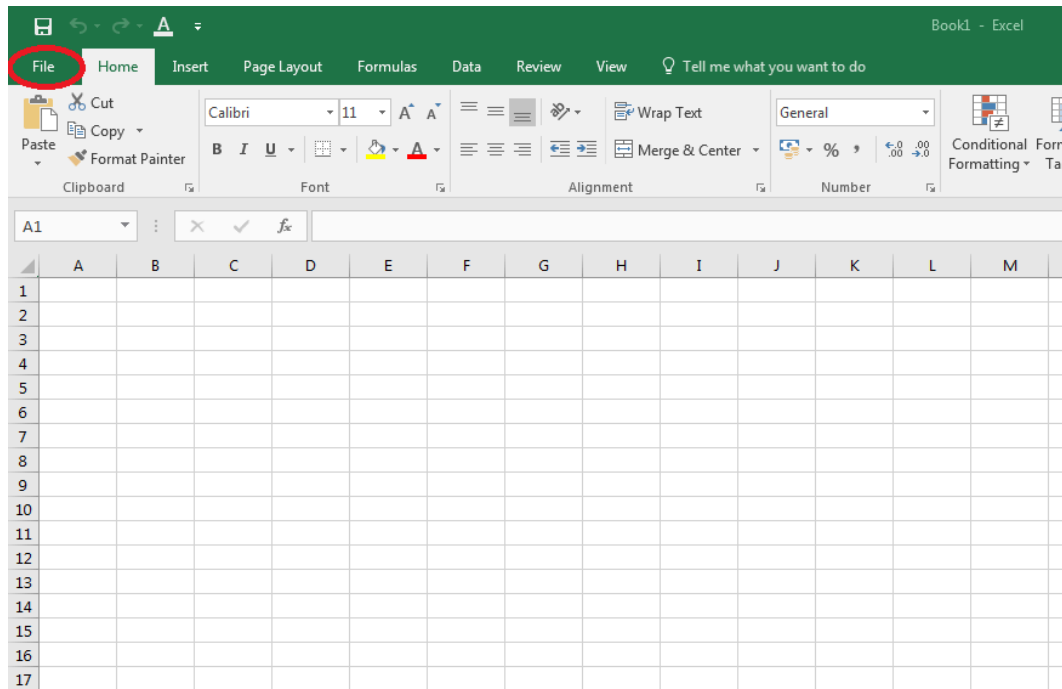 Book1 - Excel
File Home Insert Page Layout Formulas Data Review View Tell me what you want to do
Cut
Copy
Paste
Format Painter
Clipboard
Calibri 11 A A
B I U A
Font
Wrap Text
Merge & Center
Alignment
General
% , .00 .00
Number
Conditional
Formatting
A1 fx
A B C D E F G H I J K L M
1
2
3
4
5
6
7
8
9
10
11
12
13
14
15
16
17